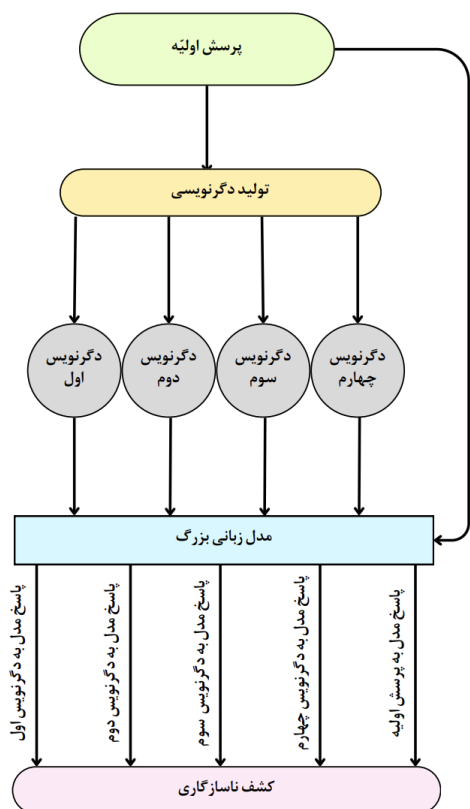 پرسش اولیّه
تولید دگرنویسی
دگرنویس
چهارم
دگرنویس
سوم
دگرنویس
دوم
دگرنویس
اول
مدل زبانی بزرگ
پاسخ مدل به پرسش اولیه
پاسخ مدل به دگرنویس چهارم
پاسخ مدل به دگرنویس سوم
پاسخ مدل به دگرنویس دوم
پاسخ مدل به دگرنویس اول
کشف ناسازگاری